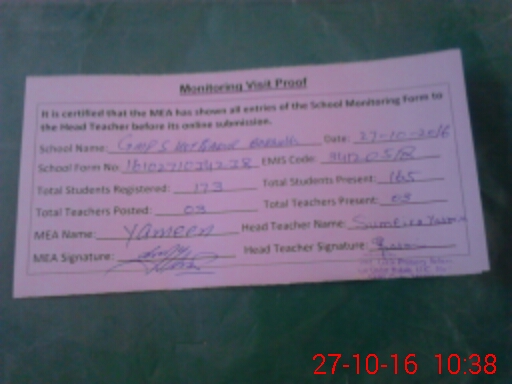 Monitoring Visit Proof
It is certified that the MEA has shown all entries of the School Monitoring Form to
the Head Teacher before its online submission.
School Name: GMPS Date: 27-10-2016
School Form No: EMIS Code:
Total Students Registered: 173 Total Students Present: 165
Total Teachers Posted: 03 Total Teachers Present: 03
MEA Name: Yameen Head Teacher Name: Sumera
MEA Signature: Head Teacher Signature:
27-10-16 10:38